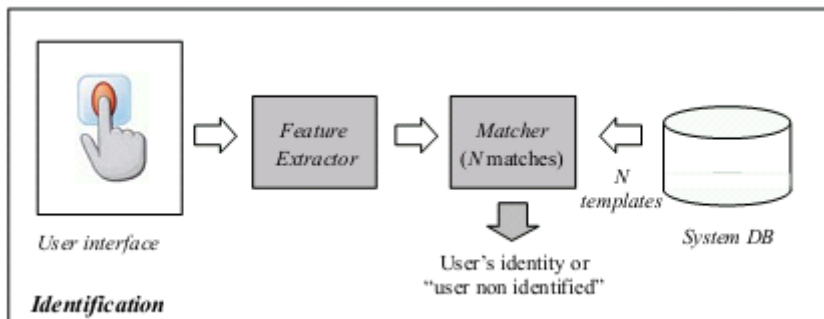 Feature
Extractor
Matcher
(N matches)
N
templates
User interface
System DB
User's identity or
"user non identified"
Identification